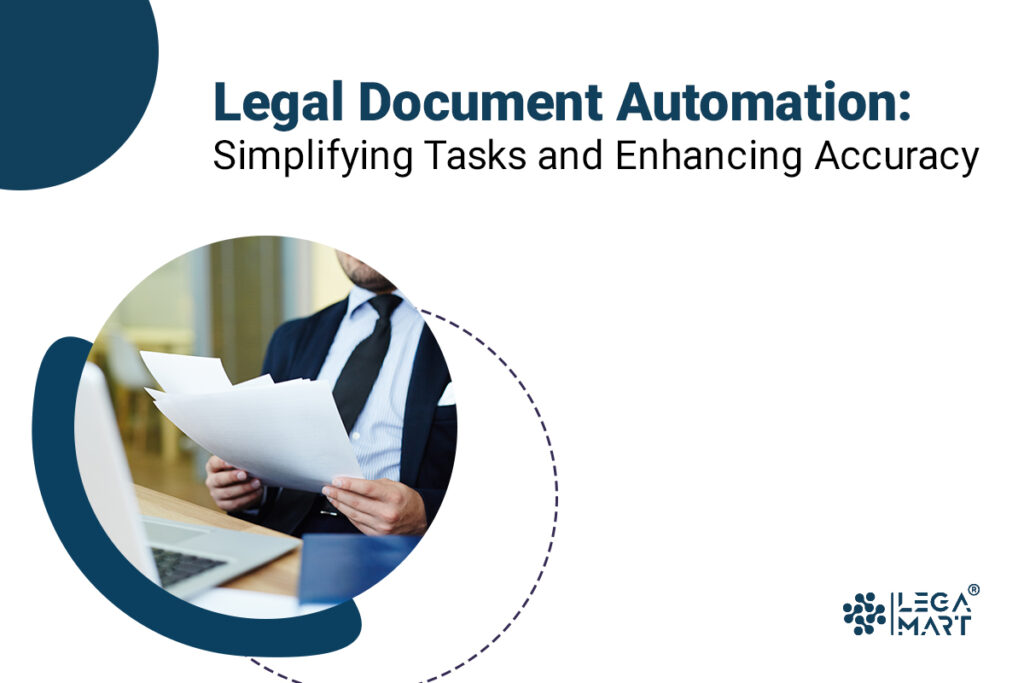 Legal Document Automation:
Simplifying Tasks and Enhancing Accuracy
LEGA ®
MART